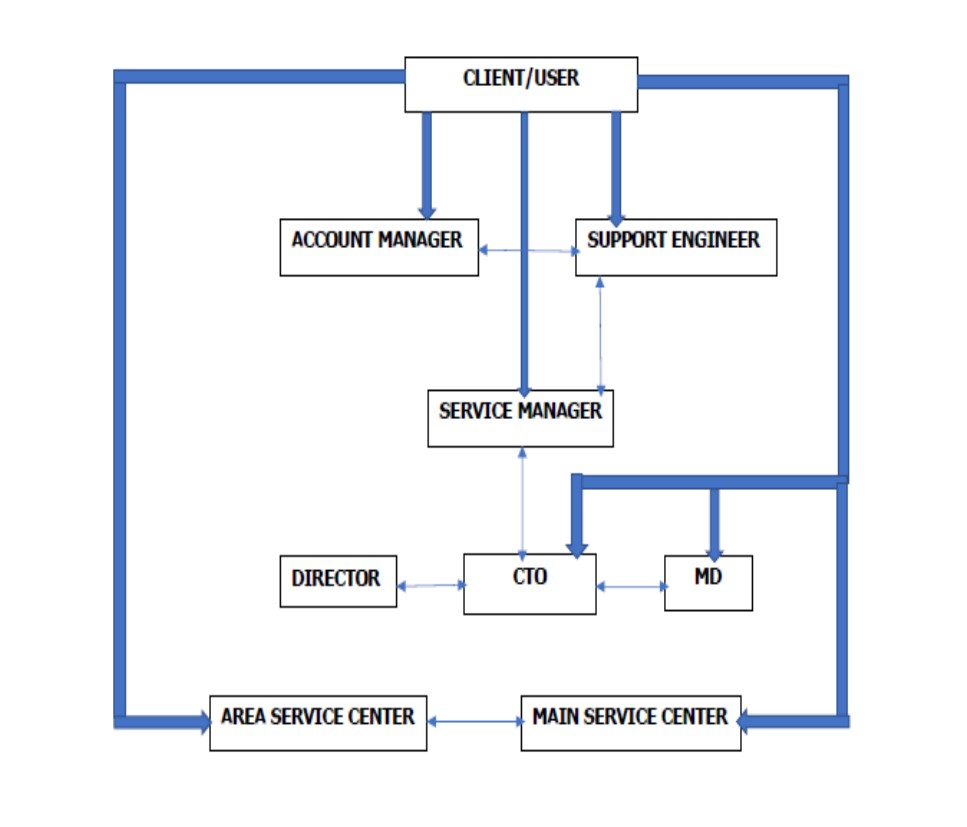 CLIENT/USER
ACCOUNT MANAGER
SUPPORT ENGINEER
SERVICE MANAGER
DIRECTOR
CTO
MD
AREA SERVICE CENTER
MAIN SERVICE CENTER